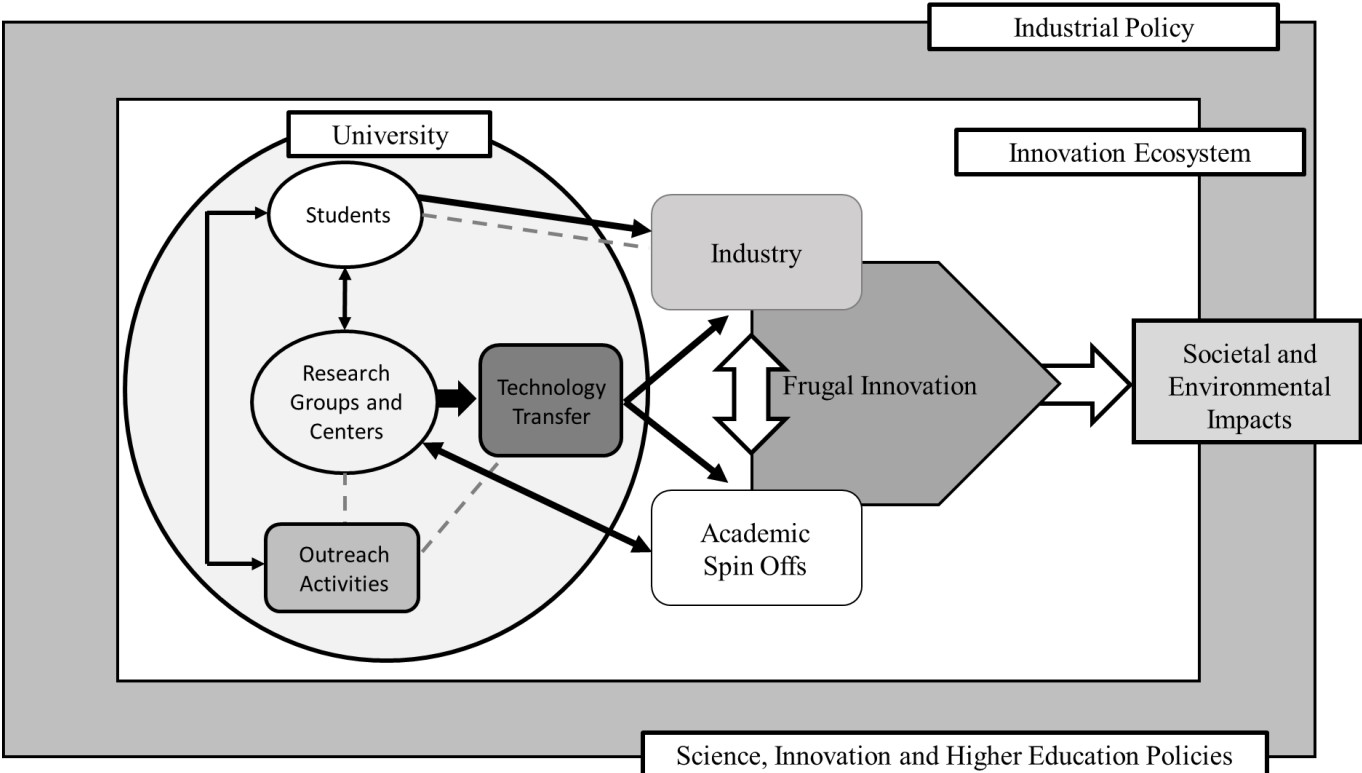 Industrial Policy
University
Innovation Ecosystem
Students
Industry
Research
Groups and
Centers
Technology
Transfer
Frugal Innovation
Societal and
Environmental
Impacts
Outreach
Activities
Academic
Spin Offs
Science, Innovation and Higher Education Policies